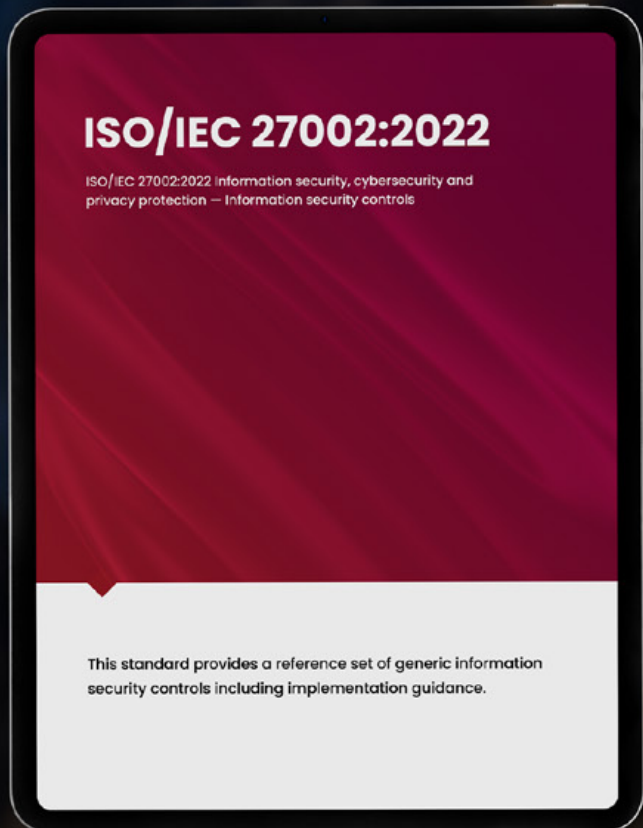 ISO/IEC 27002:2022
ISO/IEC 27002:2022 Information security, cybersecurity and
privacy protection — Information security controls
This standard provides a reference set of generic information
security controls including implementation guidance.